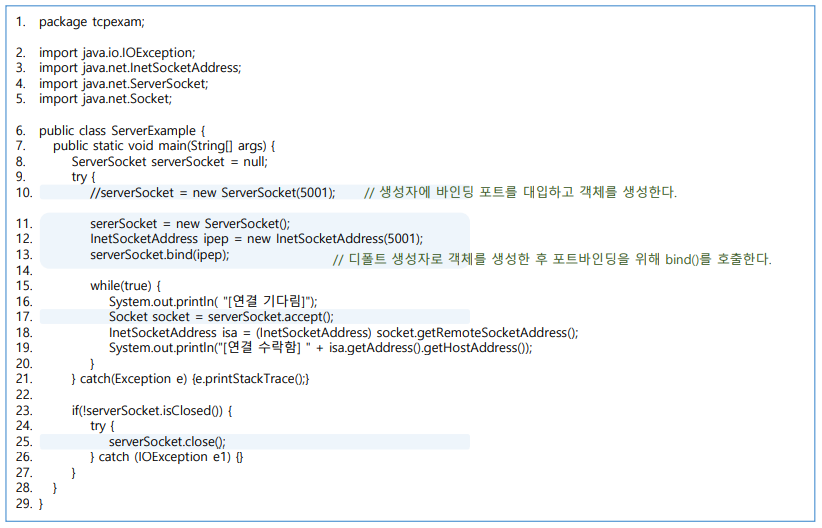 1. package tcpexam;
2. import java.io.IOException;
3. import java.net.InetSocketAddress;
4. import java.net.ServerSocket;
5. import java.net.Socket;
6. public class ServerExample {
7. public static void main(String[] args) {
8. ServerSocket serverSocket = null;
9. try {
10. //serverSocket = new ServerSocket(5001); // 생성자에 바인딩 포트를 대입하고 객체를 생성한다.
11. sererSocket = new ServerSocket();
12. InetSocketAddress ipep = new InetSocketAddress(5001);
13. serverSocket.bind(ipep); // 디폴트 생성자로 객체를 생성한 후 포트바인딩을 위해 bind()를 호출한다.
14.
15. while(true) {
16. System.out.println( "[연결 기다림]");
17. Socket socket = serverSocket.accept();
18. InetSocketAddress isa = (InetSocketAddress) socket.getRemoteSocketAddress();
19. System.out.println("[연결 수락함] " + isa.getAddress().getHostAddress());
20. }
21. } catch(Exception e) {e.printStackTrace();}
22.
23. if(!serverSocket.isClosed()) {
24. try {
25. serverSocket.close();
26. } catch (IOException e1) {}
27. }
28. }
29. }